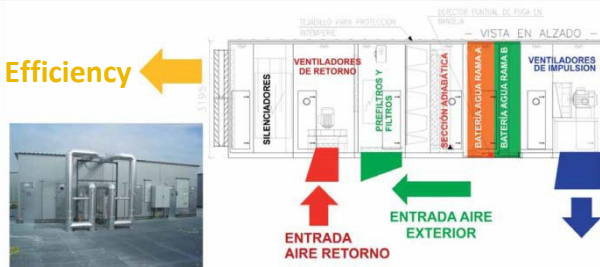 TEJADILLO PARA PROTECCION
INTEMPERIE
DETECTOR PUNTUAL DE FUGA EN
BANDEJA
— VISTA EN ALZADO —
Efficiency
3195
SILENCIADORES
VENTILADORES
DE RETORNO
PREFILTROS Y
FILTROS
SECCIÓN ADIABÁTICA
BATERÍA AGUA RAMA A
BATERÍA AGUA RAMA B
VENTILADORES
DE IMPULSION
ENTRADA
AIRE RETORNO
ENTRADA AIRE
EXTERIOR